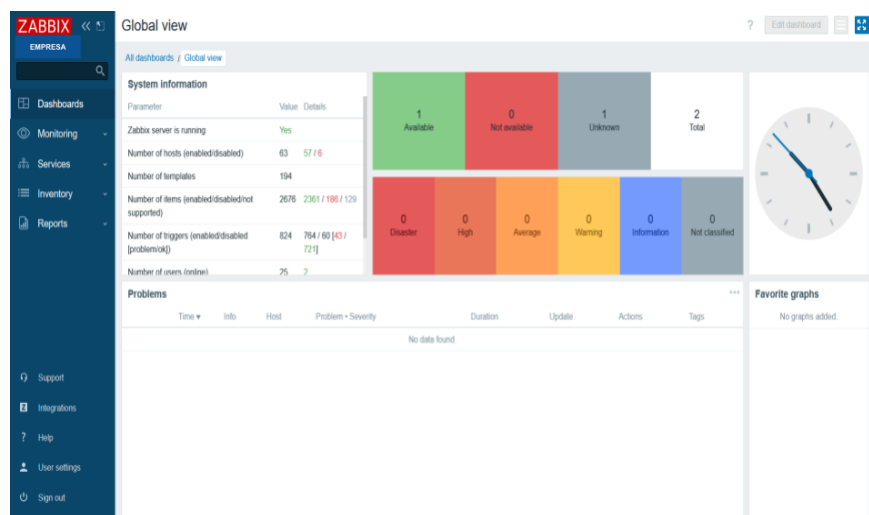 ZABBIX
EMPRESA
Dashboards
Monitoring
Services
Inventory
Reports
Support
Integrations
Help
User settings
Sign out
Global view
? Edit dashboard
All dashboards / Global view
System information
Parameter Value Details
Zabbix server is running Yes
Number of hosts (enabled/disabled) 63 57 / 6
Number of templates 194
Number of items (enabled/disabled/not 2676 2361 / 186 / 129
supported)
Number of triggers (enabled/disabled 824 764 / 60 [43 /
[problem/ok]) 721]
Number of users (online) 25 2
1 0 1 2
Available Not available Unknown Total
0 0 0 0 0 0
Disaster High Average Warning Information Not classified
Problems
Time ▾ Info Host Problem • Severity Duration Update Actions Tags
No data found
Favorite graphs
No graphs added.